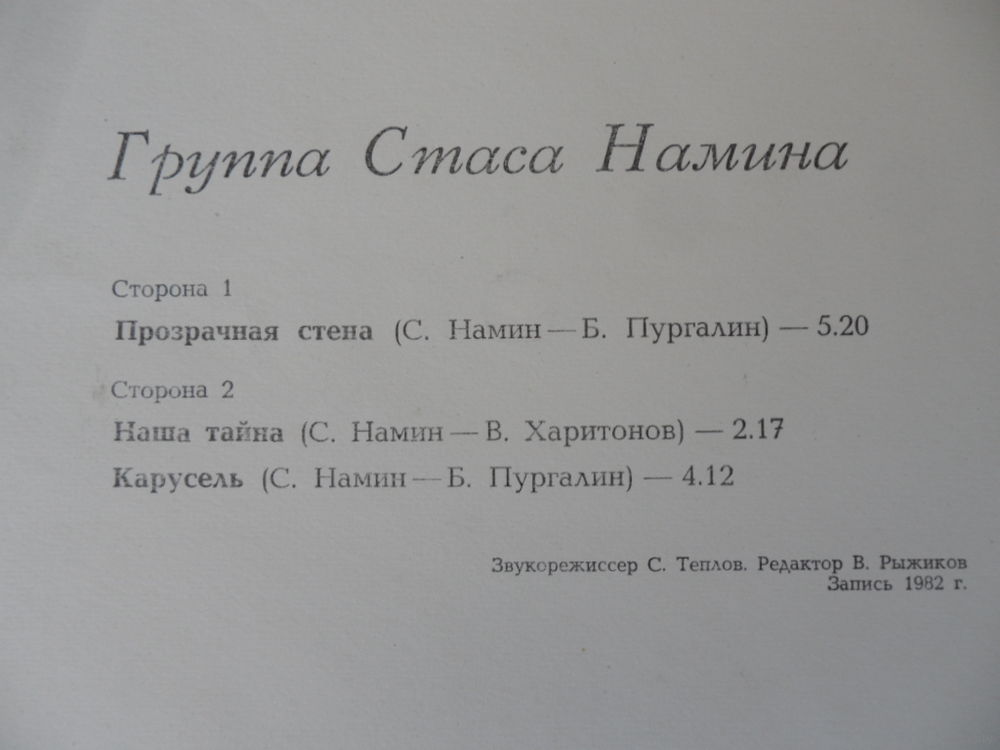 Группа Стаса Намина
Сторона 1
Прозрачная стена (С. Намин — Б. Пургалин) — 5.20
Сторона 2
Наша тайна (С. Намин — В. Харитонов) — 2.17
Карусель (С. Намин — Б. Пургалин) — 4.12
Звукорежиссер С. Теплов. Редактор В. Рыжиков
Запись 1982 г.